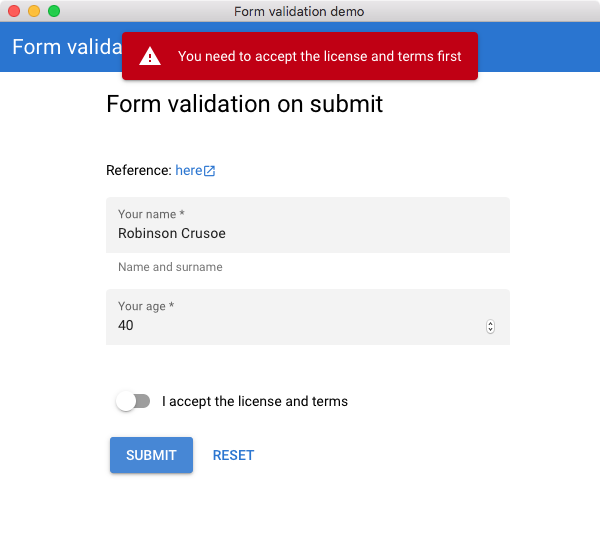 Form validation demo
Form valida
You need to accept the license and terms first
Form validation on submit
Reference: here
Your name *
Robinson Crusoe
Name and surname
Your age *
40
I accept the license and terms
SUBMIT RESET